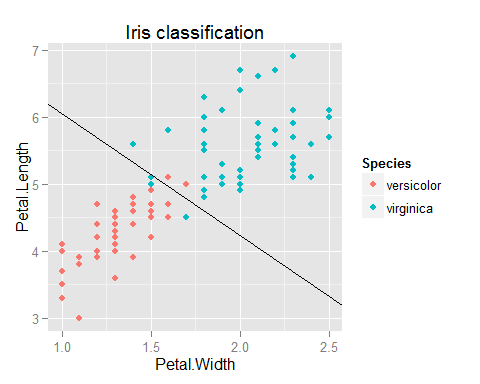 Iris classification
7
6
5
4
3
Petal.Length
1.0 1.5 2.0 2.5
Petal.Width
Species
versicolor
virginica